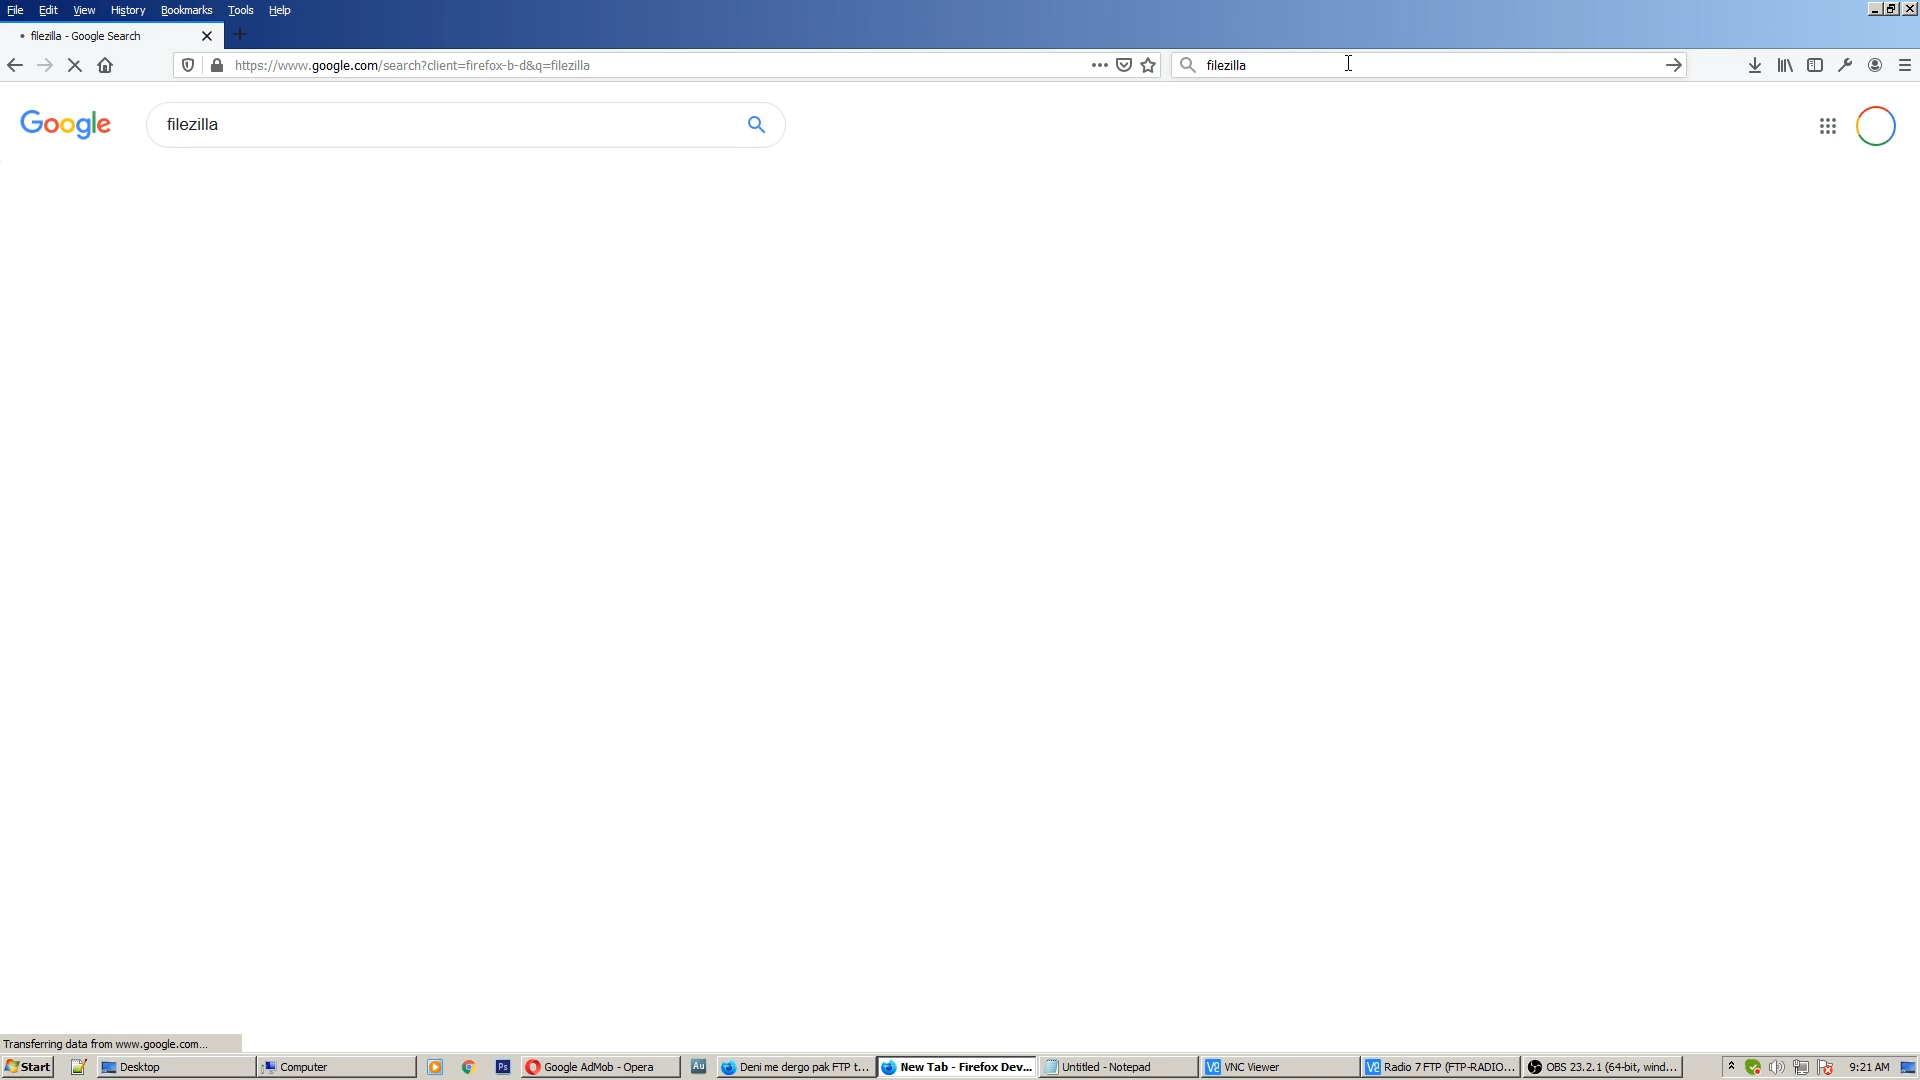 File Edit View History Bookmarks Tools Help
filezilla - Google Search
https://www.google.com/search?client=firefox-b-d&q=filezilla
filezilla
Google
filezilla
Transferring data from www.google.com...
Start
Desktop
Computer
Ps
Google AdMob - Opera
Au
Deni me dergo pak FTP t...
New Tab - Firefox Dev...
Untitled - Notepad
VNC Viewer
Radio 7 FTP (FTP-RADIO...
OBS 23.2.1 (64-bit, wind...
9:21 AM